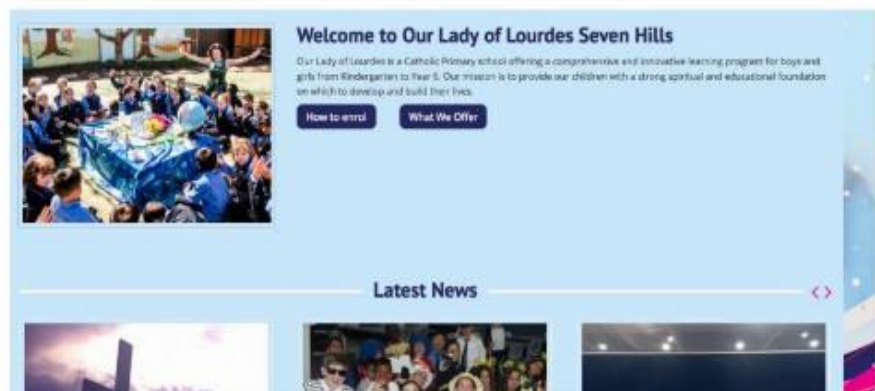 Welcome to Our Lady of Lourdes Seven Hills
Our Lady of Lourdes is a Catholic Primary school offering a comprehensive and innovative learning program for boys and
girls from Kindergarten to Year 6. Our mission is to provide our children with a strong spiritual and educational foundation
on which to develop and build their lives.
How to enrol What We Offer
Latest News